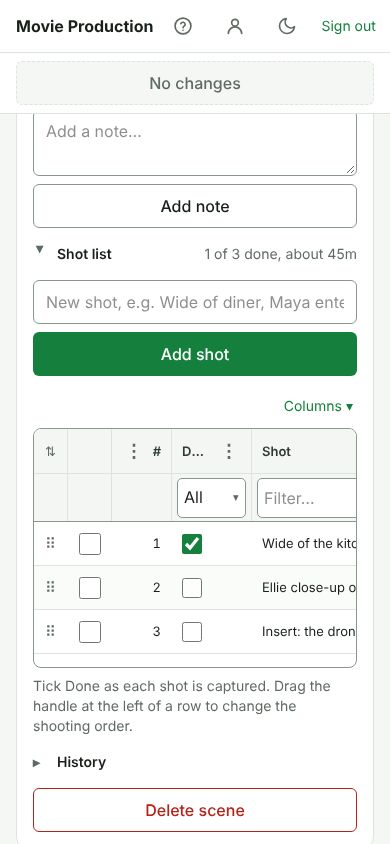 Movie Production Sign out
No changes
Add a note...
Add note
Shot list 1 of 3 done, about 45m
New shot, e.g. Wide of diner, Maya ente
Add shot
Columns ▾
# D... Shot
All Filter...
1 Wide of the kitc
2 Ellie close-up o
3 Insert: the dron
Tick Done as each shot is captured. Drag the
handle at the left of a row to change the
shooting order.
History
Delete scene